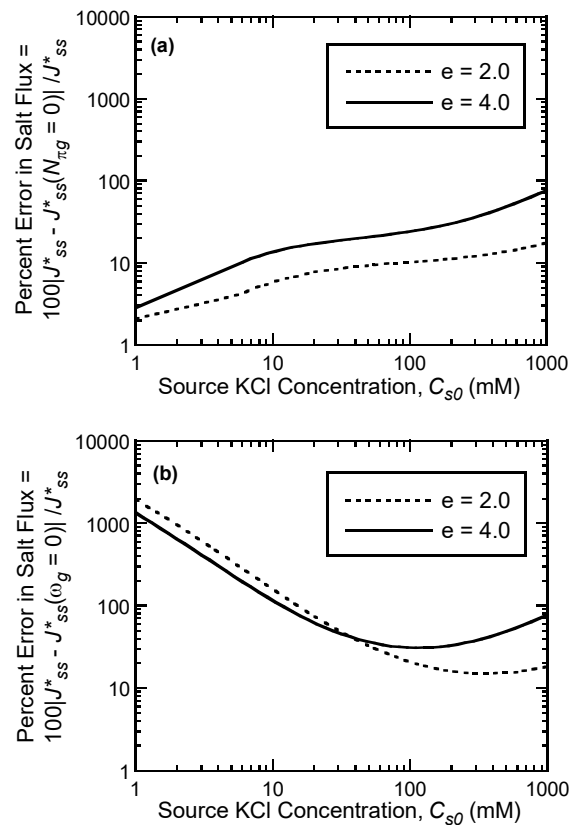 10000
1000
100
10
1
(a)
e = 2.0
e = 4.0
Percent Error in Salt Flux =
100|J*ss - J*ss(Nπg = 0)| /J*ss
1 10 100 1000
Source KCl Concentration, Cs0 (mM)
10000
1000
100
10
1
(b)
e = 2.0
e = 4.0
Percent Error in Salt Flux =
100|J*ss - J*ss(ωg = 0)| /J*ss
1 10 100 1000
Source KCl Concentration, Cs0 (mM)